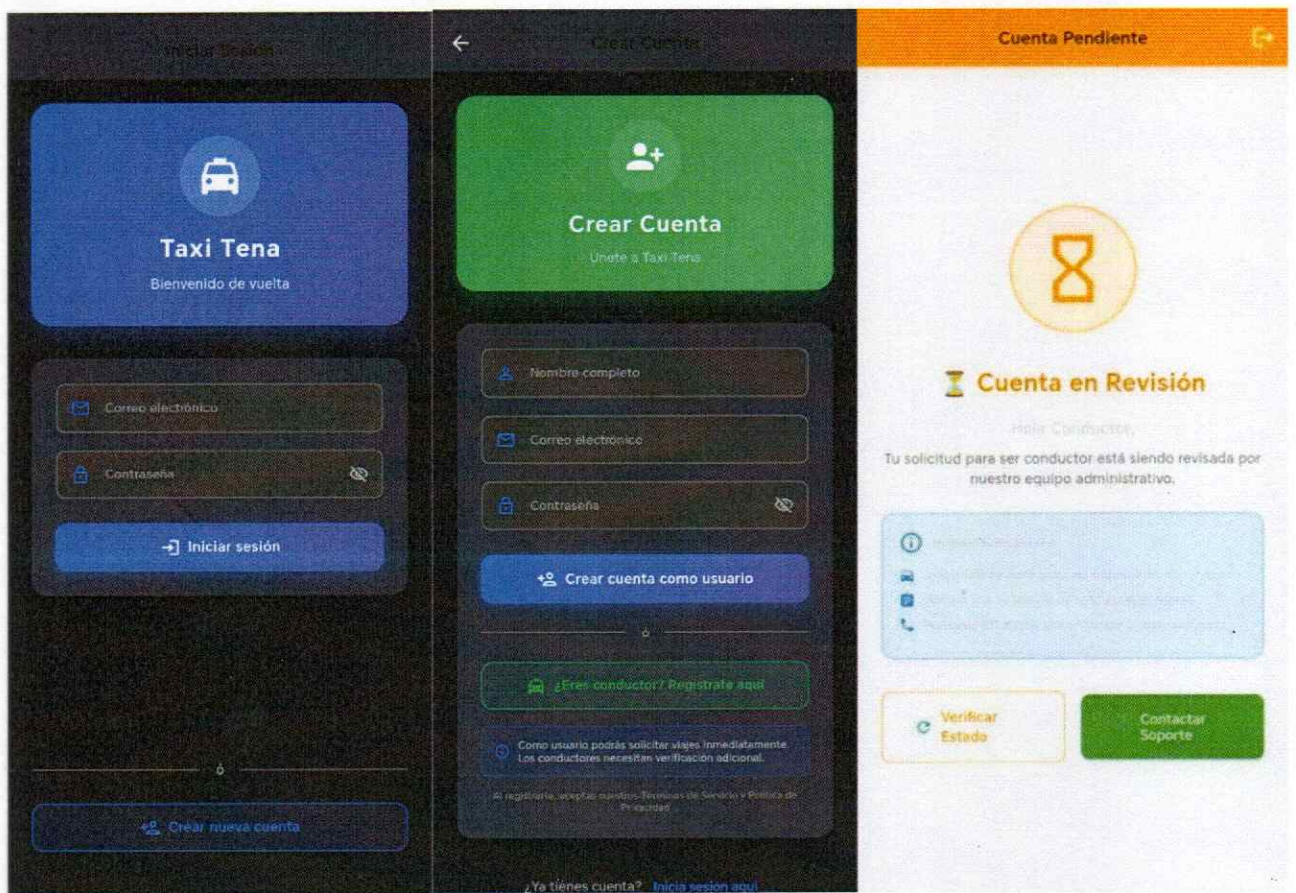 Iniciar Sesión
Taxi Tena
Bienvenido de vuelta
Correo electrónico
Contraseña
Iniciar sesión
ó
Crear nueva cuenta
Crear Cuenta
Crear Cuenta
Únete a Taxi Tena
Nombre completo
Correo electrónico
Contraseña
Crear cuenta como usuario
ó
¿Eres conductor? Regístrate aquí
Como usuario podrás solicitar viajes inmediatamente.
Los conductores necesitan verificación adicional.
Al registrarte, aceptas nuestros Términos de Servicio y Política de
Privacidad
¿Ya tienes cuenta? Inicia sesión aquí
Cuenta Pendiente
Cuenta en Revisión
Hola Conductor,
Tu solicitud para ser conductor está siendo revisada por
nuestro equipo administrativo.
Verificar
Estado
Contactar
Soporte